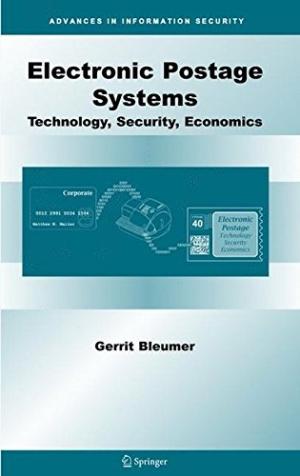 ADVANCES IN INFORMATION SECURITY
Electronic Postage
Systems
Technology, Security, Economics
Corporate
40
Electronic
Postage
Technology
Security
Economics
Gerrit Bleumer
Springer